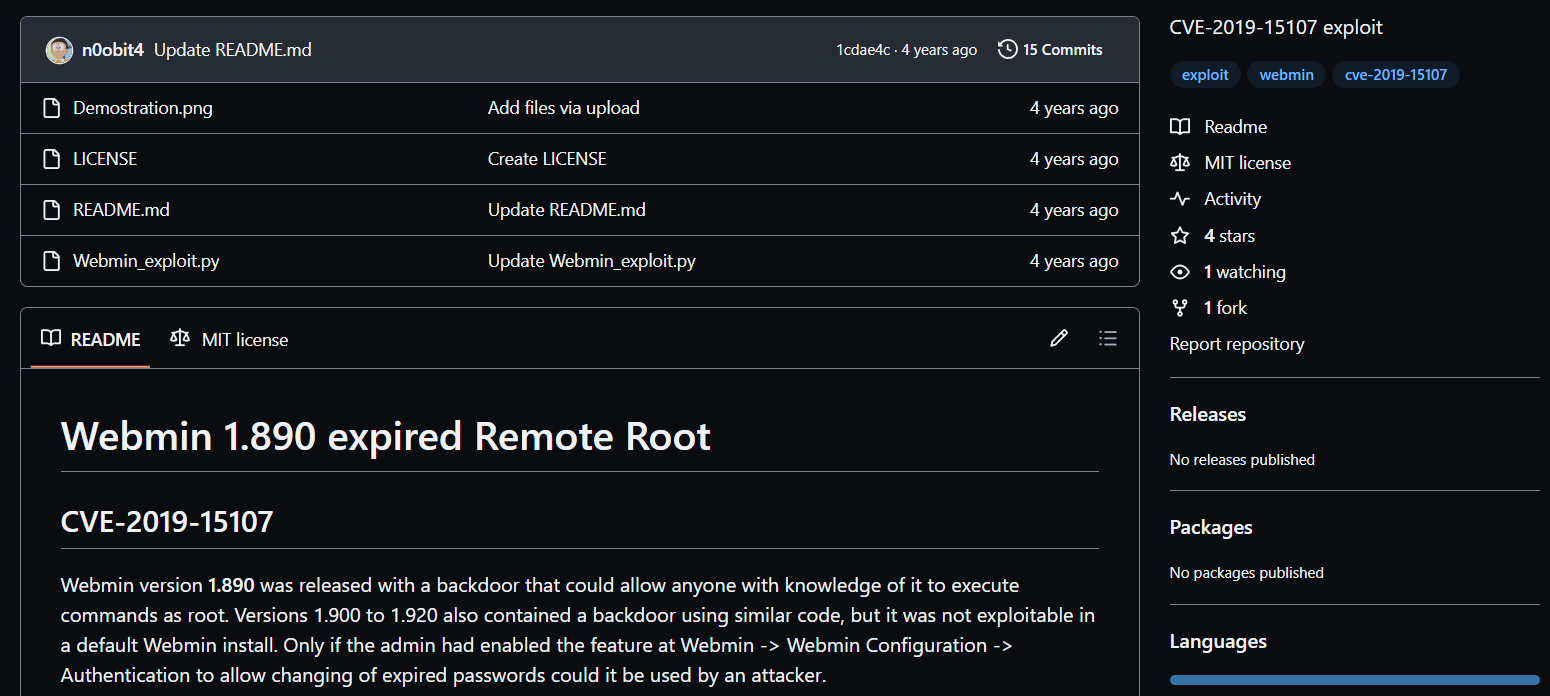 n0obit4 Update README.md 1cdae4c · 4 years ago 15 Commits
Demostration.png Add files via upload 4 years ago
LICENSE Create LICENSE 4 years ago
README.md Update README.md 4 years ago
Webmin_exploit.py Update Webmin_exploit.py 4 years ago
README MIT license
Webmin 1.890 expired Remote Root
CVE-2019-15107
Webmin version 1.890 was released with a backdoor that could allow anyone with knowledge of it to execute
commands as root. Versions 1.900 to 1.920 also contained a backdoor using similar code, but it was not exploitable in
a default Webmin install. Only if the admin had enabled the feature at Webmin -> Webmin Configuration ->
Authentication to allow changing of expired passwords could it be used by an attacker.
CVE-2019-15107 exploit
exploit webmin cve-2019-15107
Readme
MIT license
Activity
4 stars
1 watching
1 fork
Report repository
Releases
No releases published
Packages
No packages published
Languages